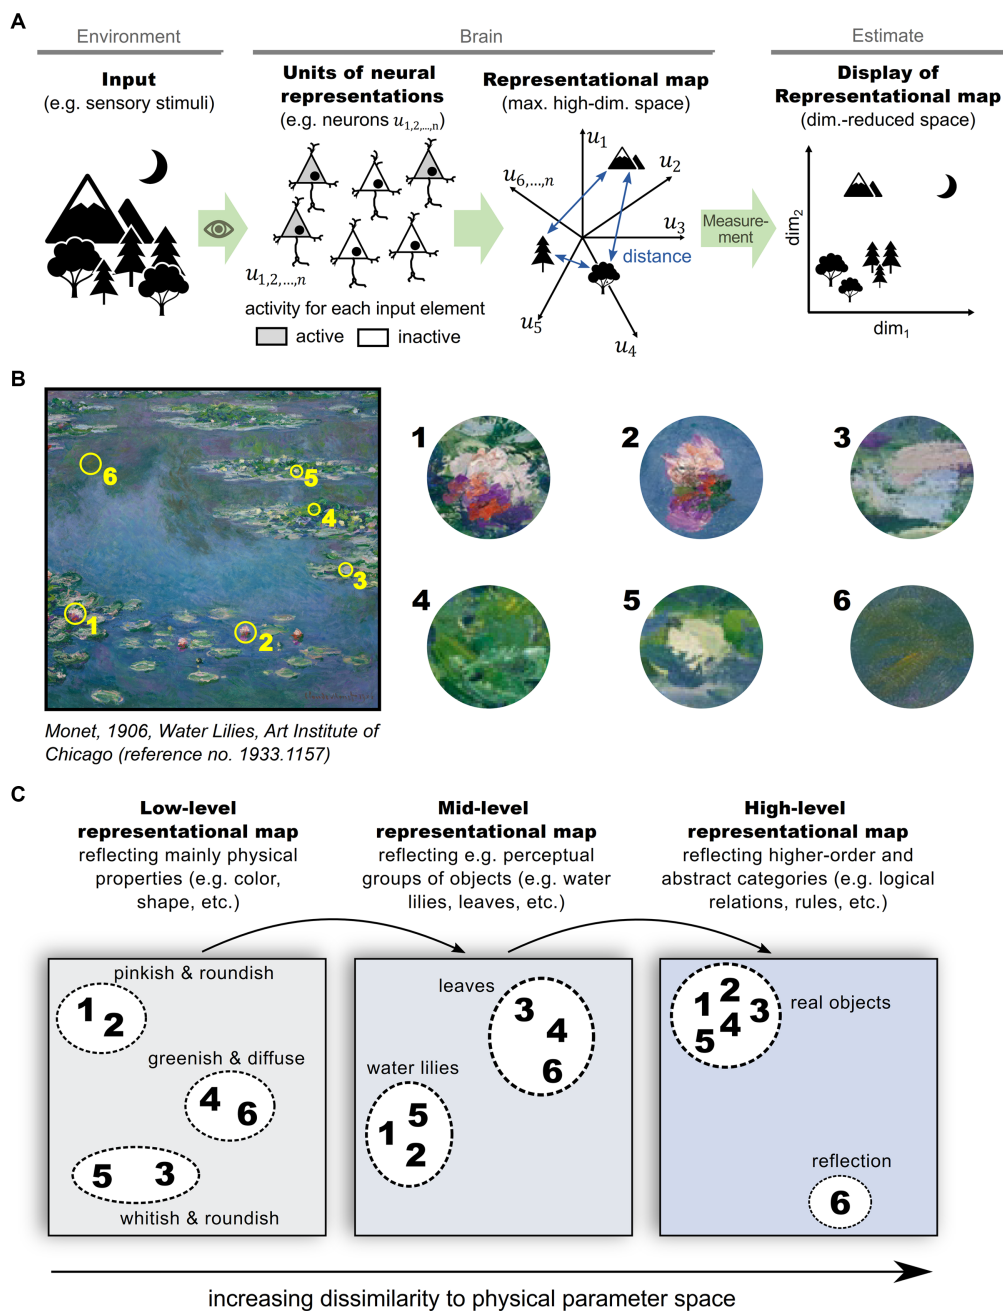 A
Environment
Brain
Estimate
Input
(e.g. sensory stimuli)
Units of neural
representations
(e.g. neurons u1,2,...,n)
Representational map
(max. high-dim. space)
Display of
Representational map
(dim.-reduced space)
u1
u2
u6,...,n
u3
Measure-
ment
distance
u1,2,...,n
u5
u4
dim2
dim1
activity for each input element
active
inactive
B
6
5
4
3
1
2
1
2
3
4
5
6
Monet, 1906, Water Lilies, Art Institute of
Chicago (reference no. 1933.1157)
C
Low-level
representational map
reflecting mainly physical
properties (e.g. color,
shape, etc.)
Mid-level
representational map
reflecting e.g. perceptual
groups of objects (e.g. water
lilies, leaves, etc.)
High-level
representational map
reflecting higher-order and
abstract categories (e.g. logical
relations, rules, etc.)
pinkish & roundish
1
2
greenish & diffuse
4
6
5
3
whitish & roundish
leaves
3
4
6
water lilies
5
1
2
2
1
3
4
5
real objects
reflection
6
increasing dissimilarity to physical parameter space